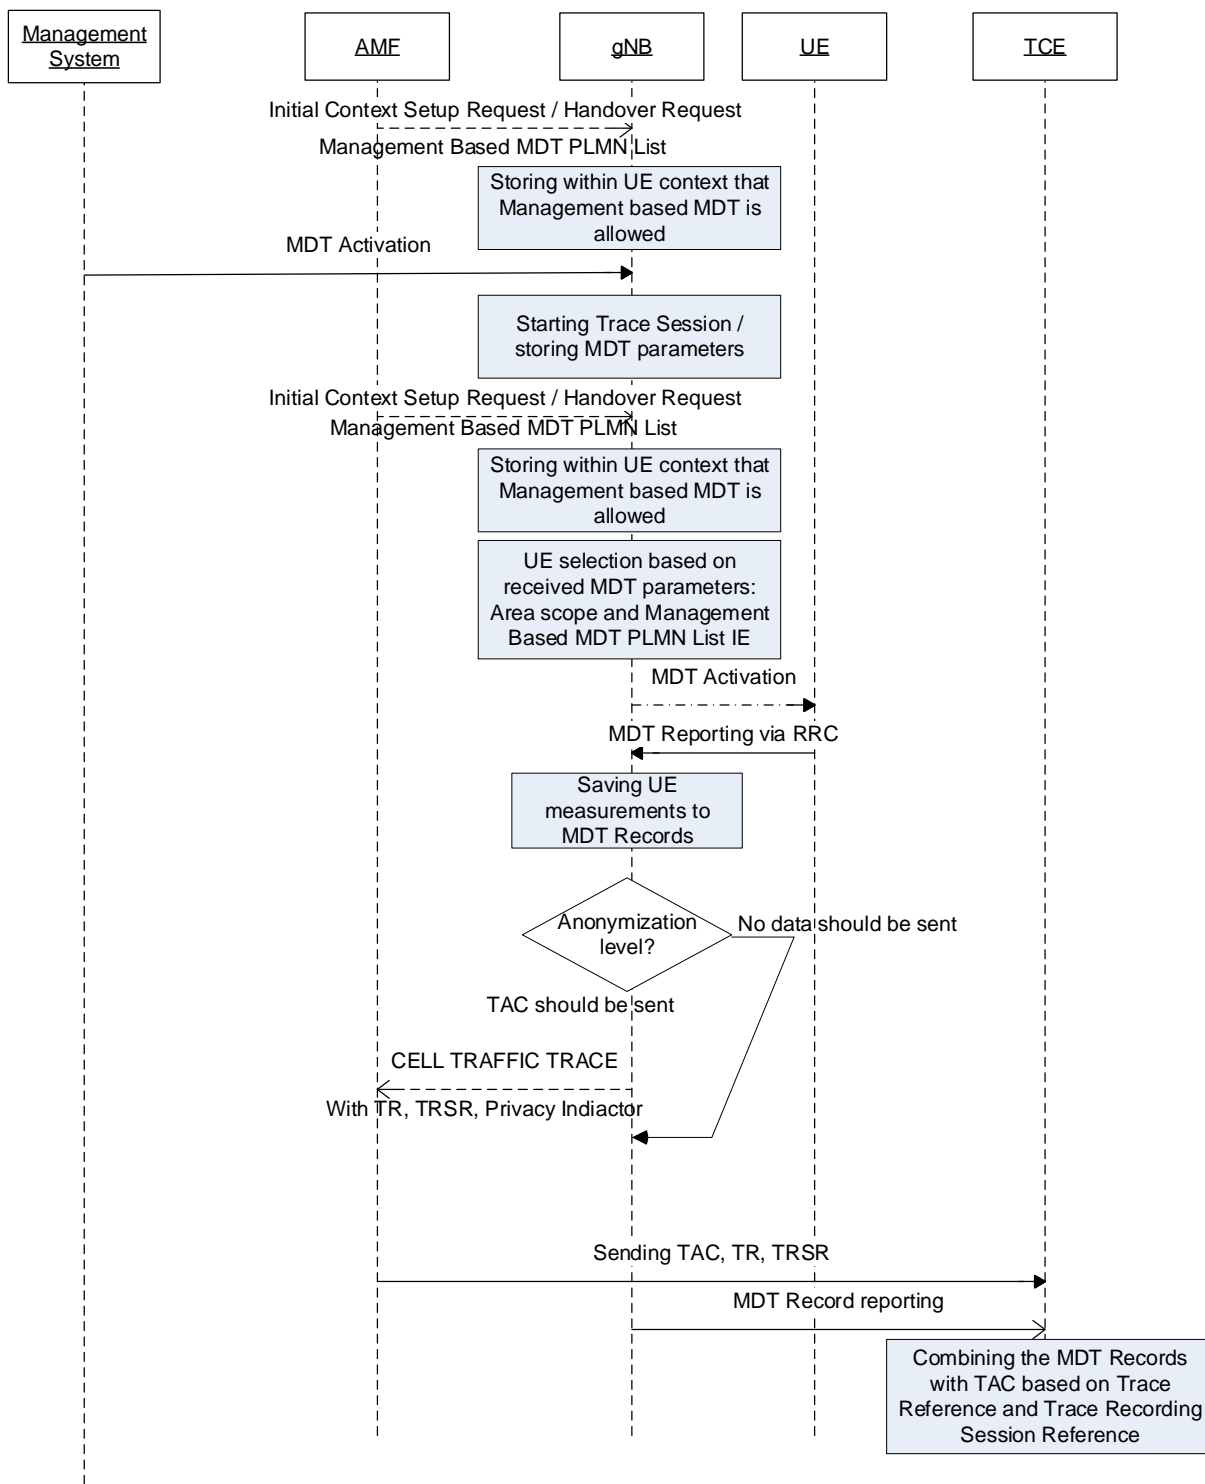 Management
System
AMF
gNB
UE
TCE
Initial Context Setup Request / Handover Request
Management Based MDT PLMN List
Storing within UE context that
Management based MDT is
allowed
MDT Activation
Starting Trace Session /
storing MDT parameters
Initial Context Setup Request / Handover Request
Management Based MDT PLMN List
Storing within UE context that
Management based MDT is
allowed
UE selection based on
received MDT parameters:
Area scope and Management
Based MDT PLMN List IE
MDT Activation
MDT Reporting via RRC
Saving UE
measurements to
MDT Records
Anonymization
level?
No data should be sent
TAC should be sent
CELL TRAFFIC TRACE
With TR, TRSR, Privacy Indiactor
Sending TAC, TR, TRSR
MDT Record reporting
Combining the MDT Records
with TAC based on Trace
Reference and Trace Recording
Session Reference